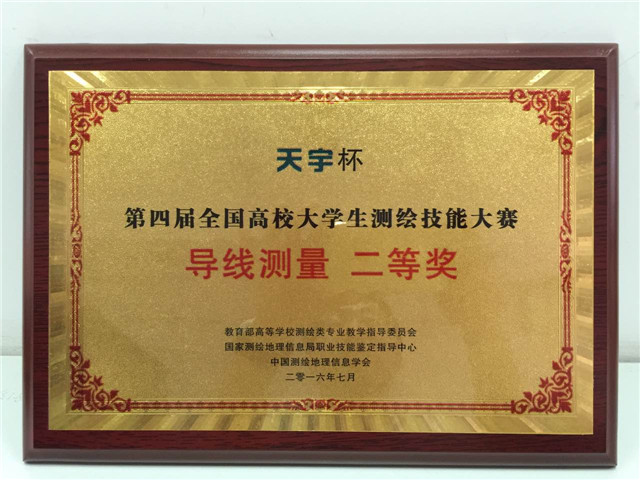 天宇杯
第四届全国高校大学生测绘技能大赛
导线测量 二等奖
教育部高等学校测绘类专业教学指导委员会
国家测绘地理信息局职业技能鉴定指导中心
中国测绘地理信息学会
二零一六年七月